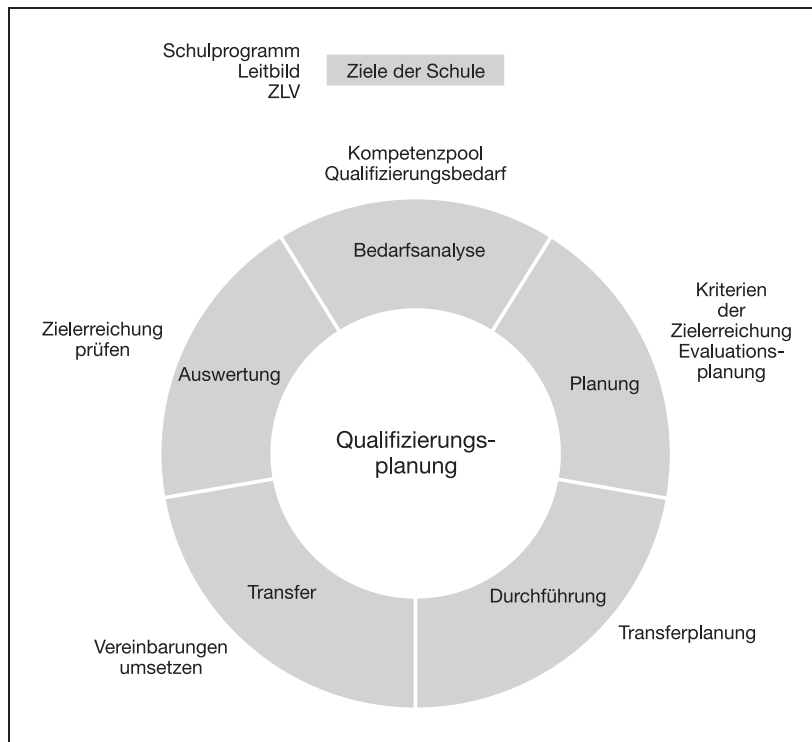 Schulprogramm
Leitbild
ZLV
Ziele der Schule
Kompetenzpool
Qualifizierungsbedarf
Bedarfsanalyse
Kriterien
der
Zielerreichung
Evaluations-
planung
Planung
Zielerreichung
prüfen
Auswertung
Qualifizierungs-
planung
Transfer
Durchführung
Transferplanung
Vereinbarungen
umsetzen